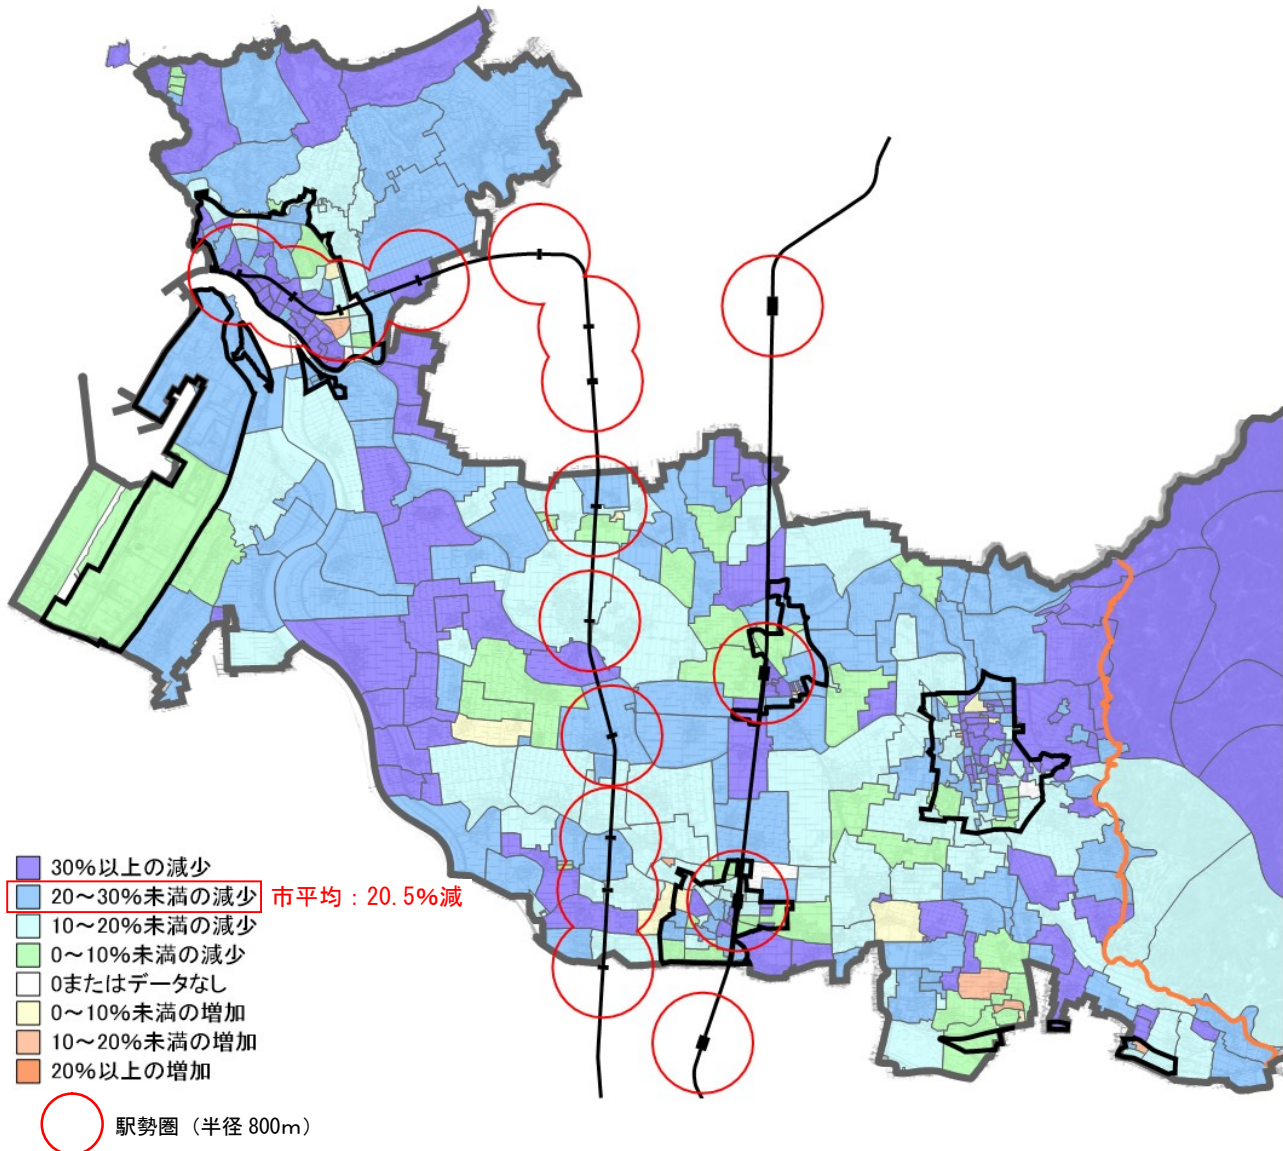 30%以上の減少
20～30%未満の減少 市平均：20.5%減
10～20%未満の減少
0～10%未満の減少
0またはデータなし
0～10%未満の増加
10～20%未満の増加
20%以上の増加
駅勢圏（半径 800m）